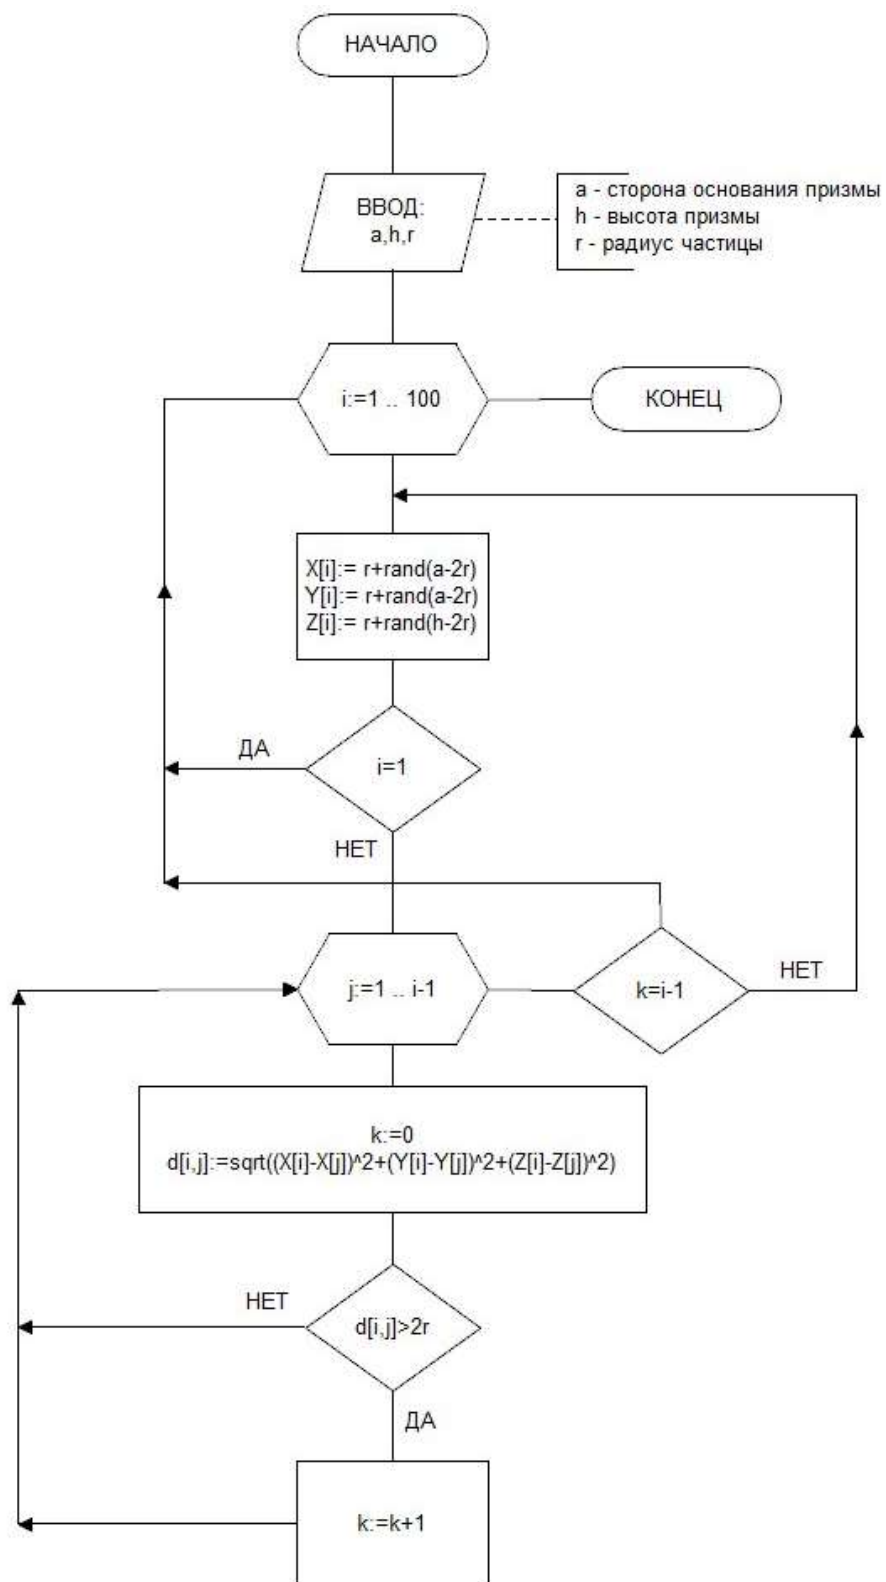 НАЧАЛО
ВВОД:
a,h,r
a - сторона основания призмы
h - высота призмы
r - радиус частицы
i:=1 .. 100
КОНЕЦ
X[i]:= r+rand(a-2r)
Y[i]:= r+rand(a-2r)
Z[i]:= r+rand(h-2r)
ДА
i=1
НЕТ
j:=1 .. i-1
k=i-1
НЕТ
k:=0
d[i,j]:=sqrt((X[i]-X[j])^2+(Y[i]-Y[j])^2+(Z[i]-Z[j])^2)
НЕТ
d[i,j]>2r
ДА
k:=k+1